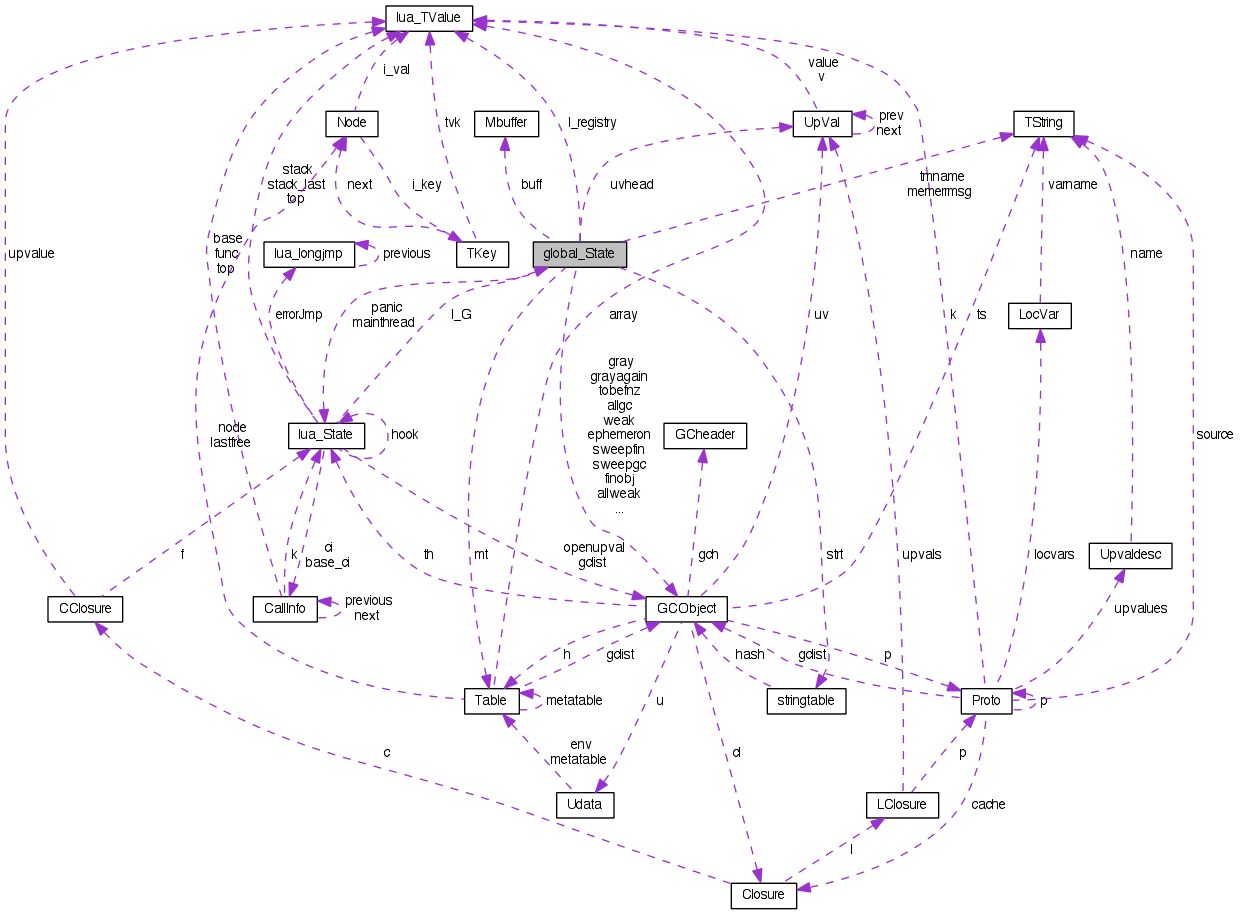 lua_TValue
i_val
value
v
Node
Mbuffer
UpVal
prev
next
TString
tvk
l_registry
stack
stack_last
top
next
i_key
buff
uvhead
tmname
memerrmsg
varname
base
func
top
upvalue
lua_longjmp
previous
TKey
global_State
name
errorJmp
panic
mainthread
l_G
array
uv
k
ts
LocVar
gray
grayagain
tobefnz
allgc
weak
ephemeron
sweepfin
sweepgc
finobj
allweak
...
node
lastfree
lua_State
hook
GCheader
source
f
k
ci
base_ci
th
mt
openupval
gdist
gch
strt
upvals
locvars
Upvaldesc
CClosure
CallInfo
previous
next
GCObject
upvalues
h
gdist
hash
gdist
p
Table
metatable
u
stringtable
Proto
p
c
env
metatable
cl
p
Udata
LClosure
cache
l
Closure